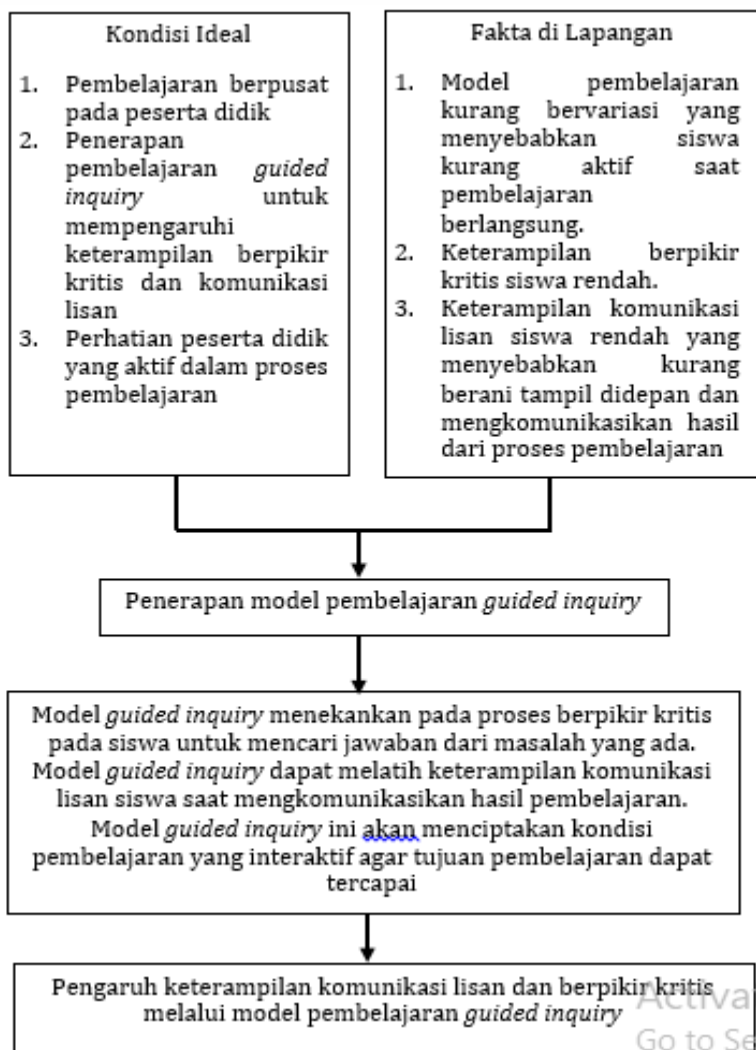 Kondisi Ideal
1. Pembelajaran berpusat
pada peserta didik
2. Penerapan
pembelajaran guided
inquiry untuk
mempengaruhi
keterampilan berpikir
kritis dan komunikasi
lisan
3. Perhatian peserta didik
yang aktif dalam proses
pembelajaran
Fakta di Lapangan
1. Model pembelajaran
kurang bervariasi yang
menyebabkan siswa
kurang aktif saat
pembelajaran
berlangsung.
2. Keterampilan berpikir
kritis siswa rendah.
3. Keterampilan komunikasi
lisan siswa rendah yang
menyebabkan kurang
berani tampil didepan dan
mengkomunikasikan hasil
dari proses pembelajaran
Penerapan model pembelajaran guided inquiry
Model guided inquiry menekankan pada proses berpikir kritis
pada siswa untuk mencari jawaban dari masalah yang ada.
Model guided inquiry dapat melatih keterampilan komunikasi
lisan siswa saat mengkomunikasikan hasil pembelajaran.
Model guided inquiry ini akan menciptakan kondisi
pembelajaran yang interaktif agar tujuan pembelajaran dapat
tercapai
Pengaruh keterampilan komunikasi lisan dan berpikir kritis
melalui model pembelajaran guided inquiry
Activa
Go to Se